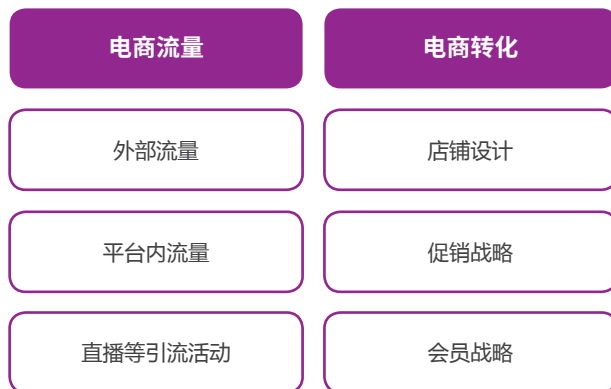 电商流量
电商转化
外部流量
店铺设计
平台内流量
促销战略
直播等引流活动
会员战略